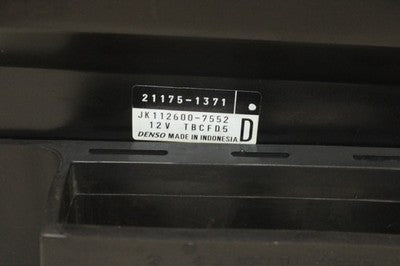 21175-1371
JK112600-7552
12V TBCFD5
DENSO MADE IN INDONESIA
D